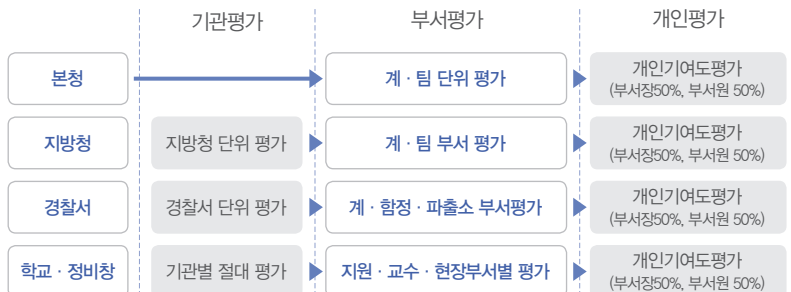 기관평가 부서평가 개인평가
본청 계 · 팀 단위 평가 개인기여도평가
(부서장50%, 부서원 50%)
지방청 지방청 단위 평가 계 · 팀 부서 평가 개인기여도평가
(부서장50%, 부서원 50%)
경찰서 경찰서 단위 평가 계 · 함정 · 파출소 부서평가 개인기여도평가
(부서장50%, 부서원 50%)
학교 · 정비창 기관별 절대 평가 지원 · 교수 · 현장부서별 평가 개인기여도평가
(부서장50%, 부서원 50%)